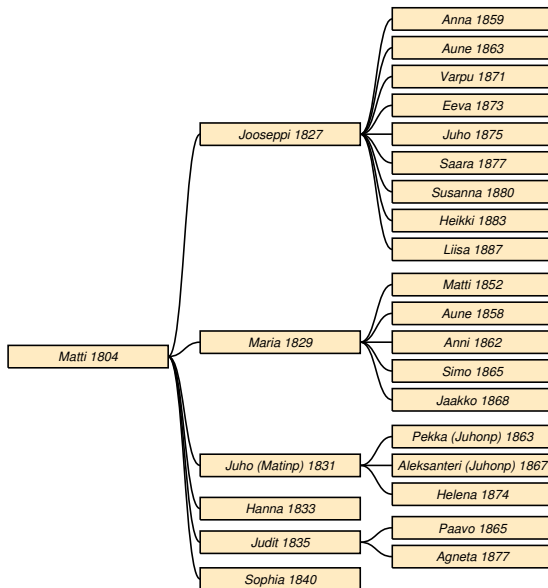 Matti 1804
Jooseppi 1827
Anna 1859
Aune 1863
Varpu 1871
Eeva 1873
Juho 1875
Saara 1877
Susanna 1880
Heikki 1883
Liisa 1887
Maria 1829
Matti 1852
Aune 1858
Anni 1862
Simo 1865
Jaakko 1868
Juho (Matinp) 1831
Pekka (Juhonp) 1863
Aleksanteri (Juhonp) 1867
Helena 1874
Hanna 1833
Judit 1835
Paavo 1865
Agneta 1877
Sophia 1840